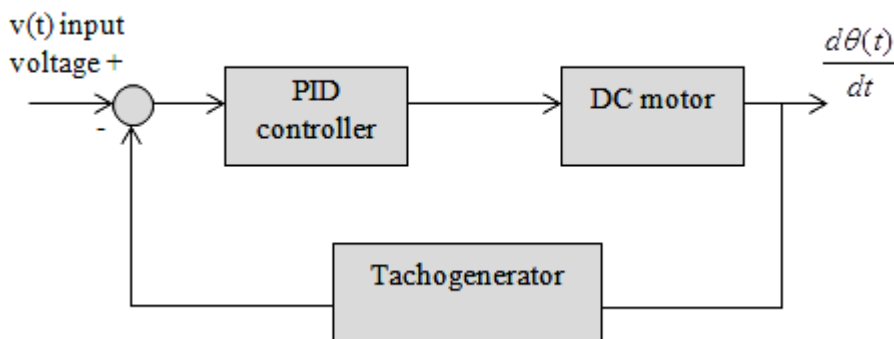 v(t) input
voltage +
-
PID
controller
DC motor
dθ(t)
dt
Tachogenerator